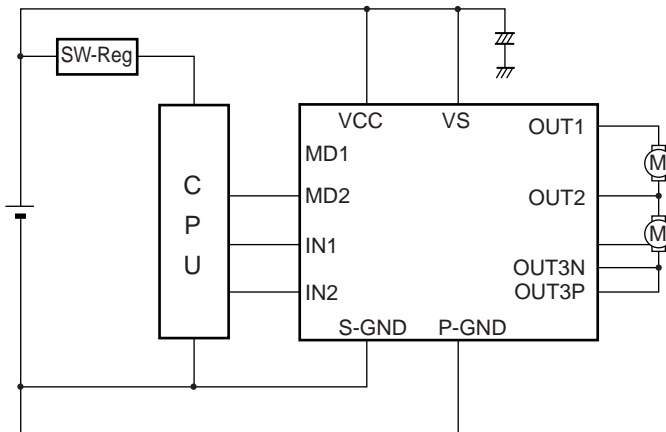 SW-Reg
VCC VS
OUT1
MD1
M
C
P
U
MD2
OUT2
IN1
M
OUT3N
IN2
OUT3P
S-GND P-GND